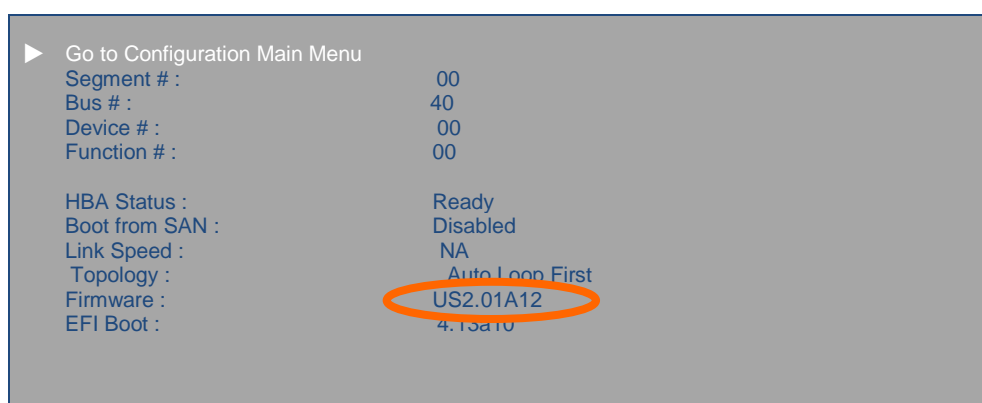 Go to Configuration Main Menu
Segment # : 00
Bus # : 40
Device # : 00
Function # : 00
HBA Status : Ready
Boot from SAN : Disabled
Link Speed : NA
Topology : Auto Loop First
Firmware : US2.01A12
EFI Boot : 4.13a10